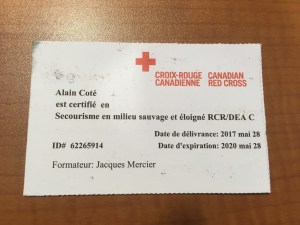 CROIX-ROUGE CANADIAN
CANADIENNE RED CROSS
Alain Coté
est certifié en
Secourisme en milieu sauvage et éloigné RCR/DEA C
Date de délivrance: 2017 mai 28
ID# 62265914 Date d'expiration: 2020 mai 28
Formateur: Jacques Mercier